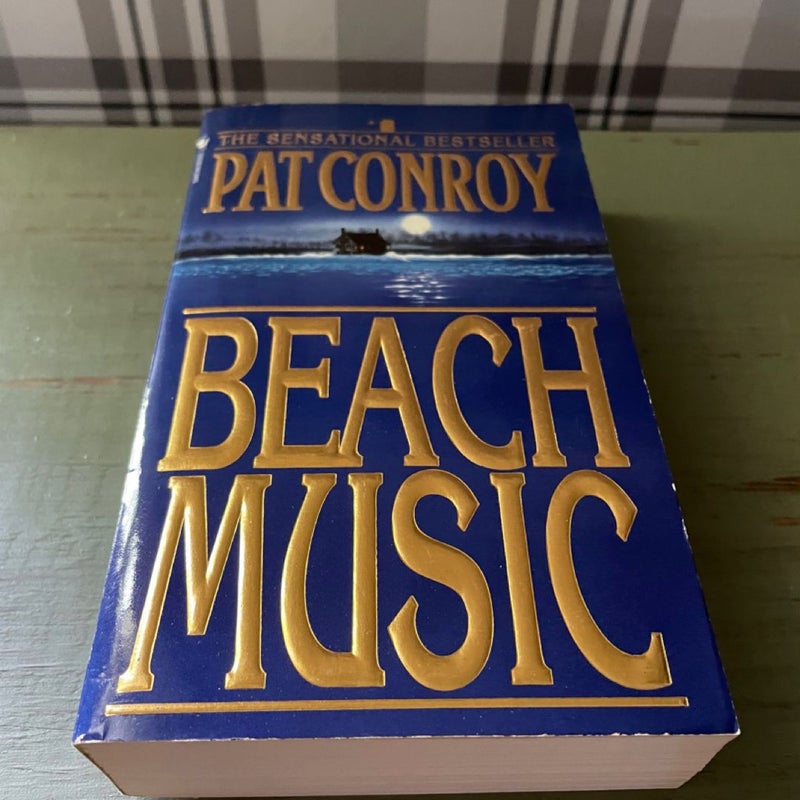 THE SENSATIONAL BESTSELLER
PAT CONROY
BEACH
MUSIC